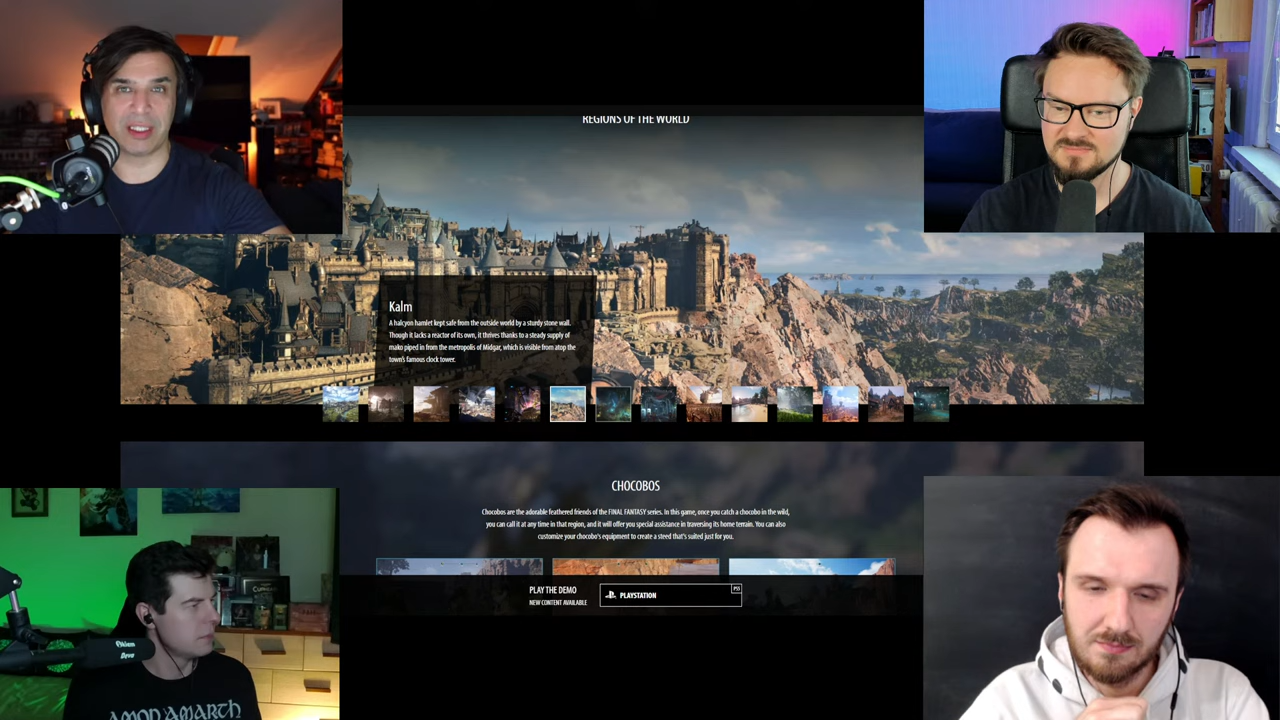 REGIONS OF THE WORLD
Kalm
A halcyon hamlet kept safe from the outside world by a sturdy stone wall.
Though it lacks a reactor of its own, it thrives thanks to a steady supply of
mako piped in from the metropolis of Midgar, which is visible from atop the
town's famous clock tower.
CHOCOBOS
Chocobos are the adorable feathered friends of the FINAL FANTASY series. In this game, once you catch a chocobo in the wild,
you can call it at any time in that region, and it will offer you special assistance in traversing its home terrain. You can also
customize your chocobo's equipment to create a steed that's suited just for you.
PLAY THE DEMO
NEW CONTENT AVAILABLE
PLAYSTATION
PS5
AMON AMARTH